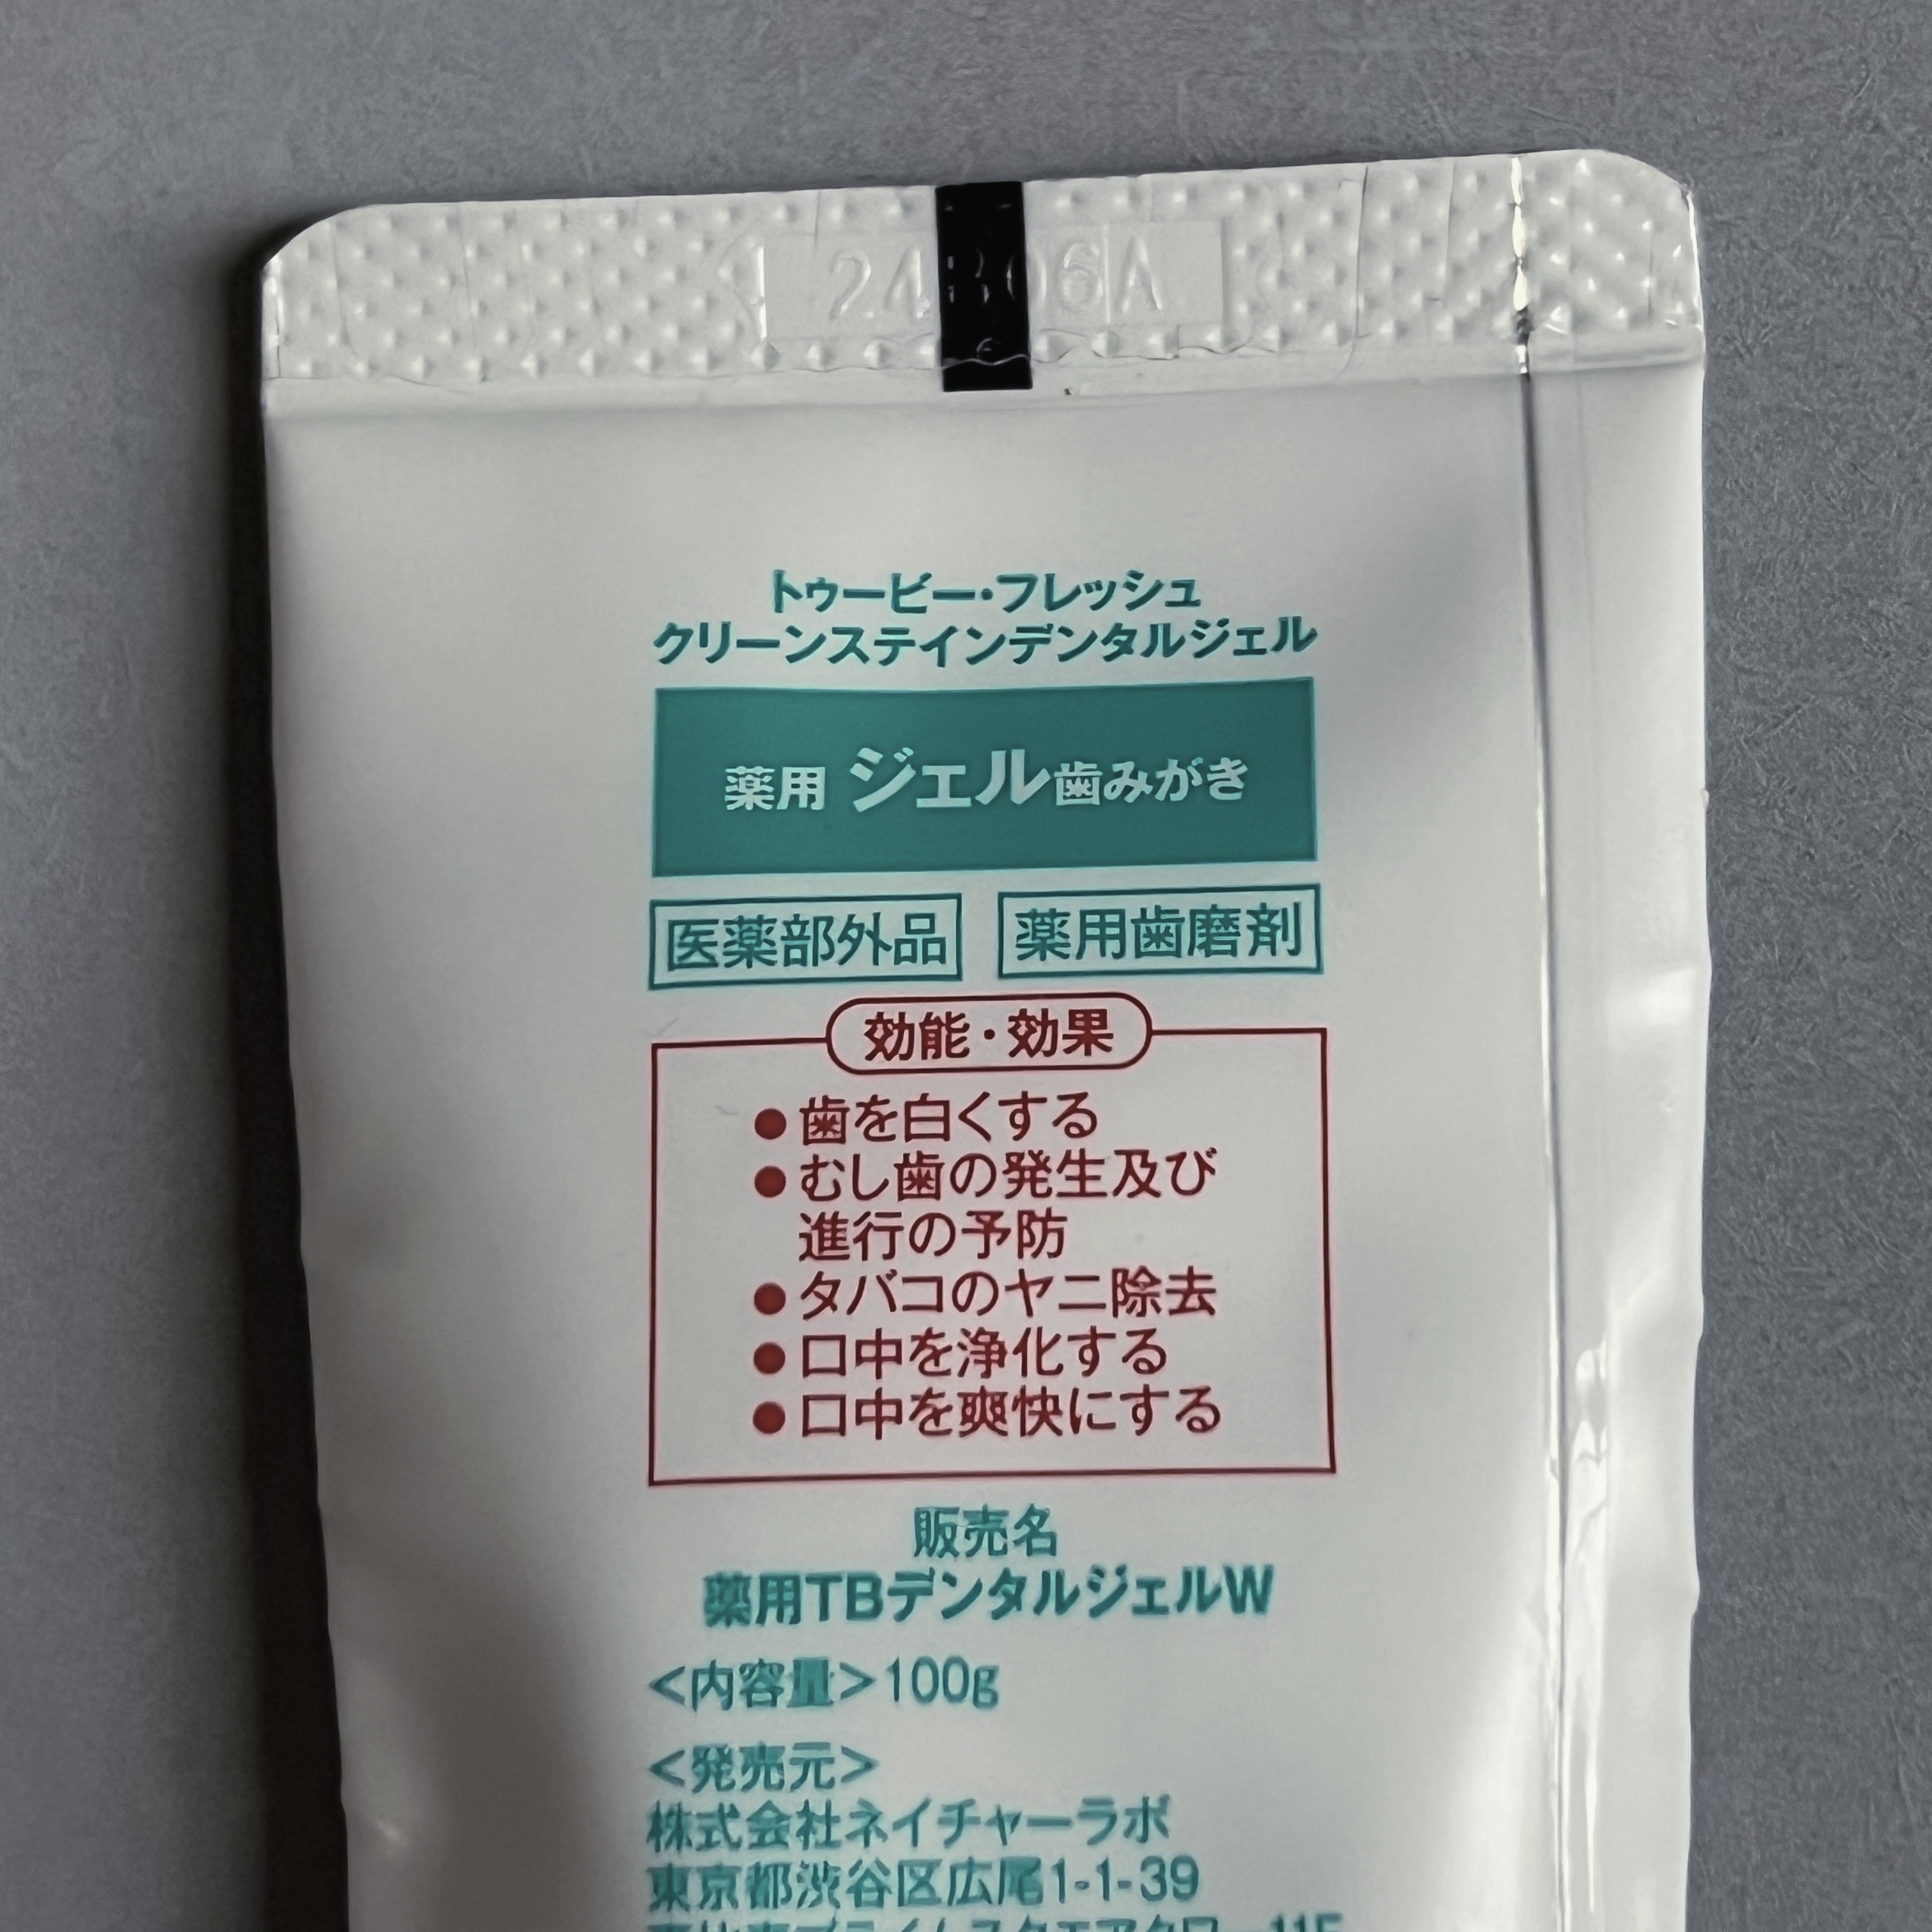 トゥービー・フレッシュ
クリーンステインデンタルジェル
薬用 ジェル歯みがき
医薬部外品 薬用歯磨剤
効能・効果
●歯を白くする
●むし歯の発生及び
進行の予防
●タバコのヤニ除去
●口中を浄化する
●口中を爽快にする
販売名
薬用TBデンタルジェルW
<内容量>100g
<発売元>
株式会社ネイチャーラボ
東京都渋谷区広尾1-1-39